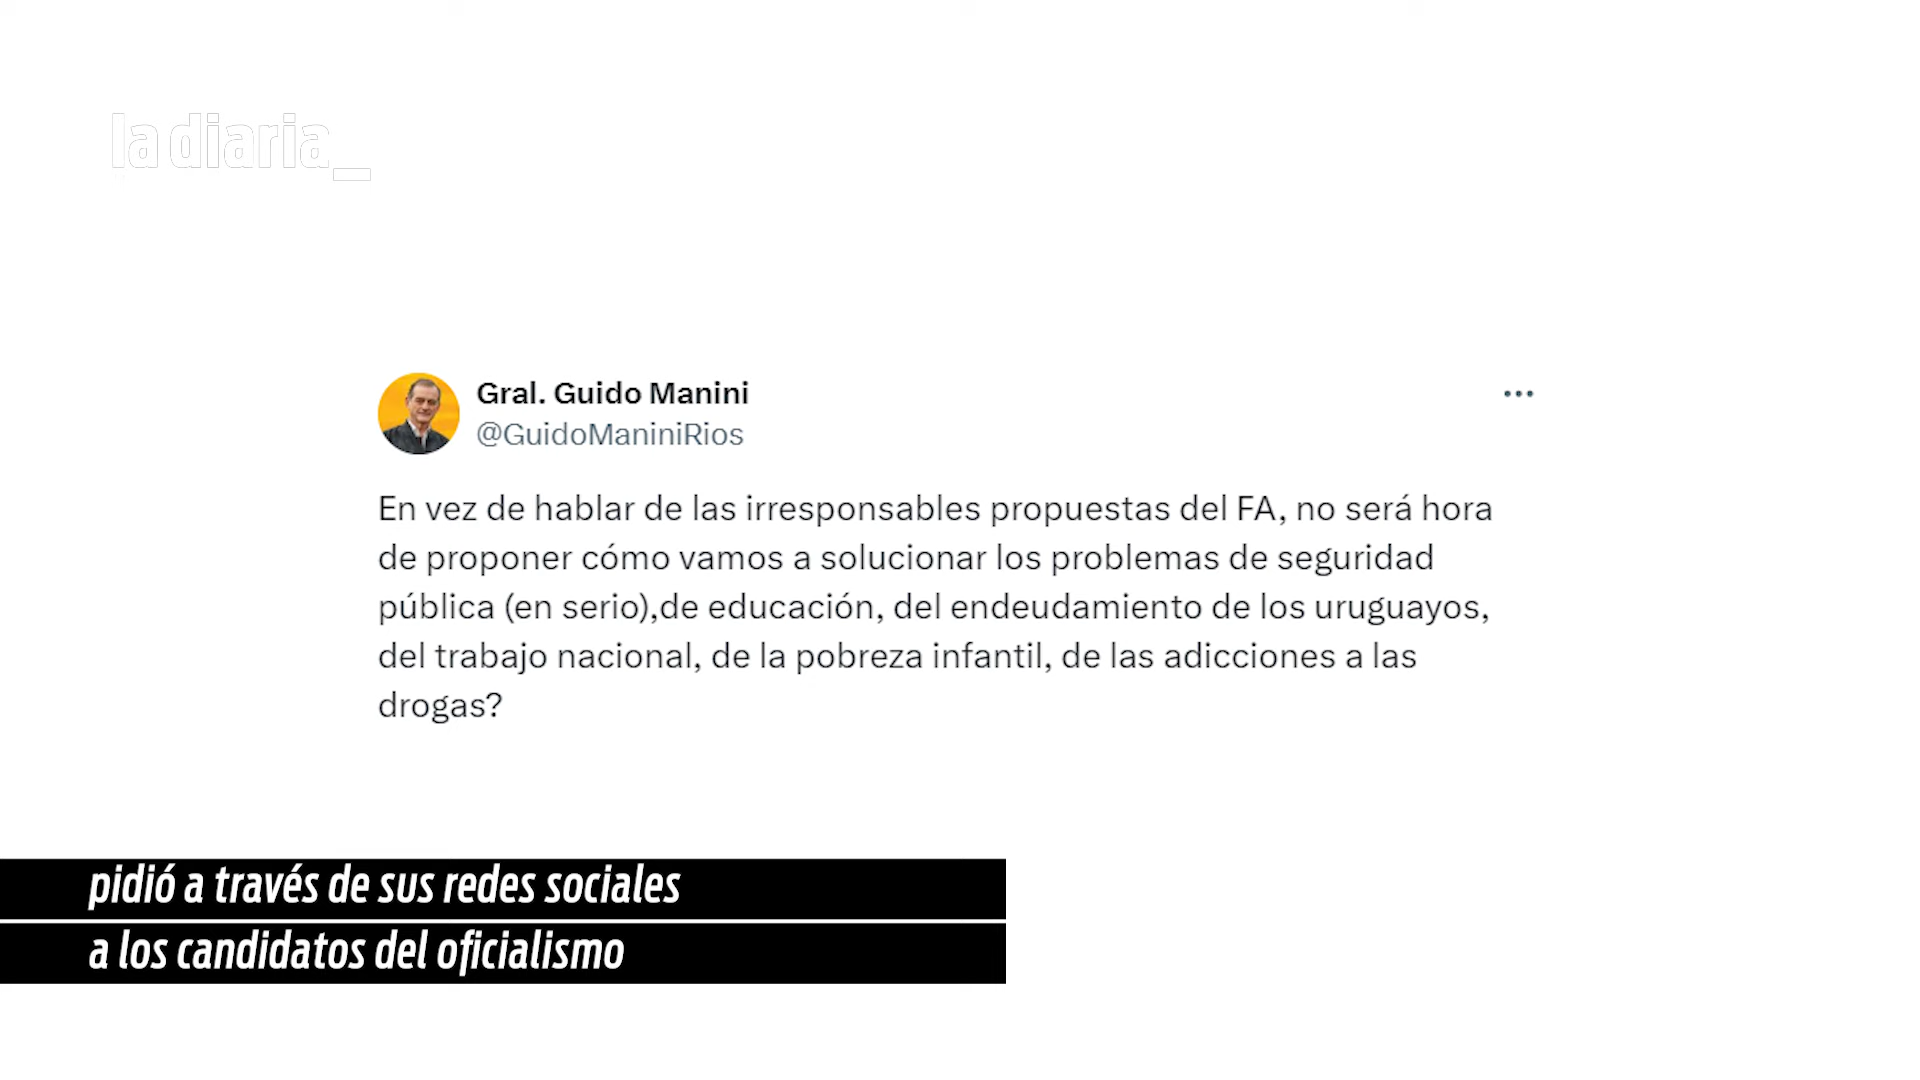 la diaria_
Gral. Guido Manini
@GuidoManiniRios
En vez de hablar de las irresponsables propuestas del FA, no será hora
de proponer cómo vamos a solucionar los problemas de seguridad
pública (en serio),de educación, del endeudamiento de los uruguayos,
del trabajo nacional, de la pobreza infantil, de las adicciones a las
drogas?
pidió a través de sus redes sociales
a los candidatos del oficialismo